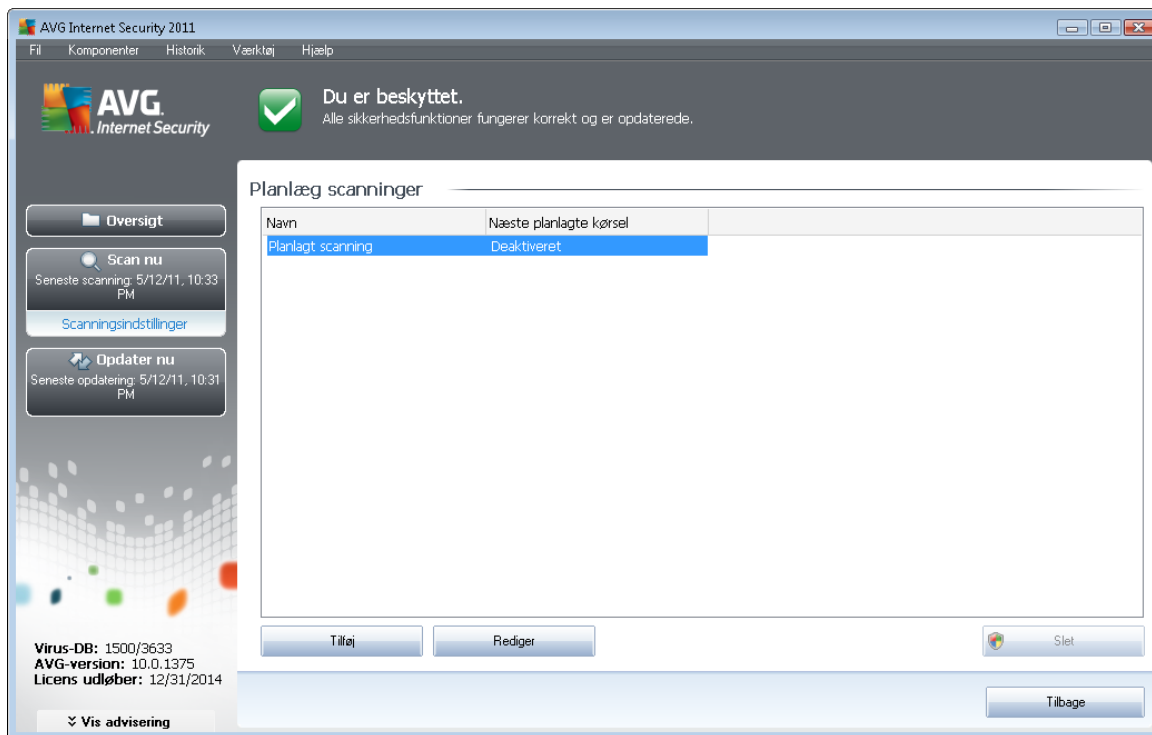 AVG Internet Security 2011
Fil Komponenter Historik Værktøj Hjælp
AVG.
Internet Security
Du er beskyttet.
Alle sikkerhedsfunktioner fungerer korrekt og er opdaterede.
Oversigt
Scan nu
Seneste scanning: 5/12/11, 10:33
PM
Scanningsindstillinger
Opdater nu
Seneste opdatering: 5/12/11, 10:31
PM
Virus-DB: 1500/3633
AVG-version: 10.0.1375
Licens udløber: 12/31/2014
Vis advisering
Planlæg scanninger
Navn Næste planlagte kørsel
Planlagt scanning Deaktiveret
Tilføj Rediger Slet
Tilbage